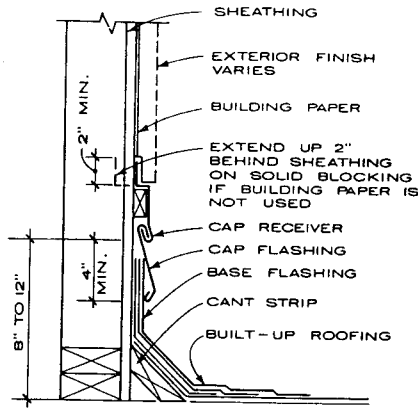 SHEATHING
EXTERIOR FINISH
VARIES
BUILDING PAPER
2" MIN.
EXTEND UP 2"
BEHIND SHEATHING
ON SOLID BLOCKING
IF BUILDING PAPER IS
NOT USED
CAP RECEIVER
CAP FLASHING
4"
MIN.
BASE FLASHING
8" TO 12"
CANT STRIP
BUILT-UP ROOFING